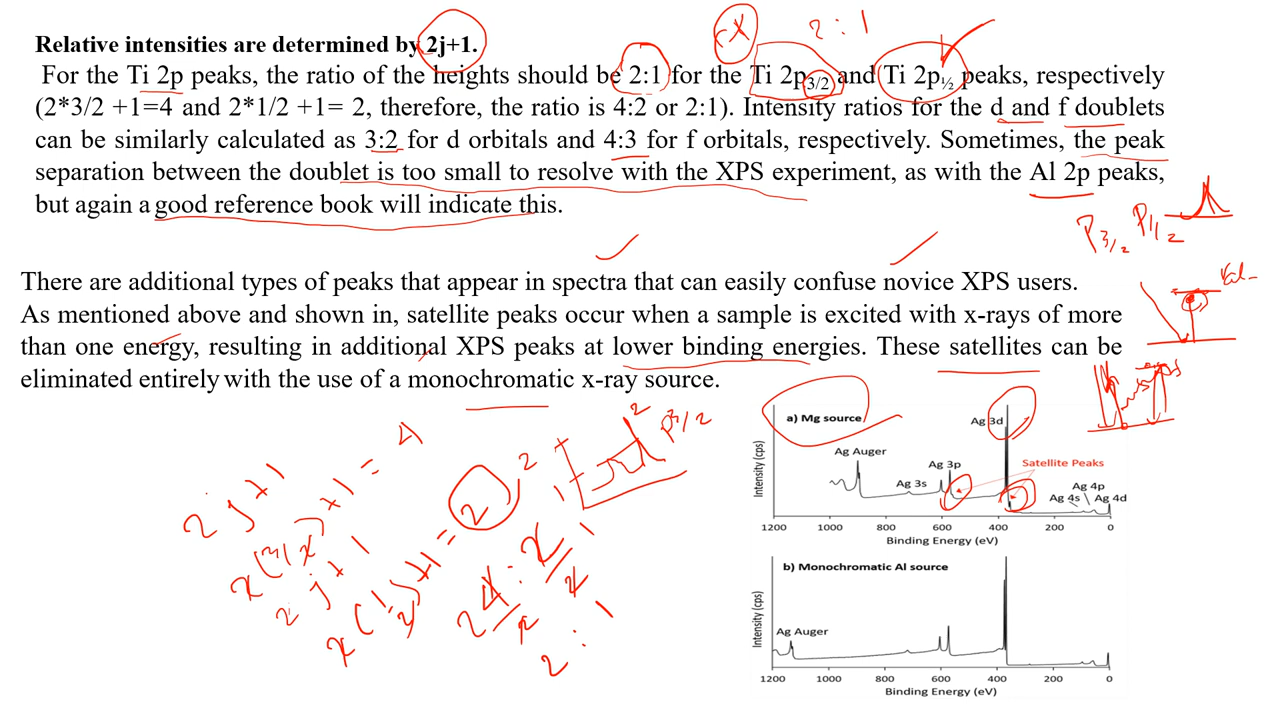 Relative intensities are determined by 2j+1.
2 : 1
For the Ti 2p peaks, the ratio of the heights should be 2:1 for the Ti 2p3/2 and Ti 2p½ peaks, respectively
(2*3/2 +1=4 and 2*1/2 +1= 2, therefore, the ratio is 4:2 or 2:1). Intensity ratios for the d and f doublets
can be similarly calculated as 3:2 for d orbitals and 4:3 for f orbitals, respectively. Sometimes, the peak
separation between the doublet is too small to resolve with the XPS experiment, as with the Al 2p peaks,
but again a good reference book will indicate this.
P3/2 P1/2
There are additional types of peaks that appear in spectra that can easily confuse novice XPS users.
As mentioned above and shown in, satellite peaks occur when a sample is excited with x-rays of more
than one energy, resulting in additional XPS peaks at lower binding energies. These satellites can be
eliminated entirely with the use of a monochromatic x-ray source.
2j+1
2(3/2)+1 = 4
2j+1
2(1/2)+1 = 2
4 : 2
2 : 1
2
P3/2
a) Mg source
Ag 3d
Ag Auger
Ag 3p
Satellite Peaks
Ag 3s
Ag 4p
Ag 4s \ Ag 4d
Intensity (cps)
1200 1000 800 600 400 200 0
Binding Energy (eV)
b) Monochromatic Al source
Ag Auger
Intensity (cps)
1200 1000 800 600 400 200 0
Binding Energy (eV)